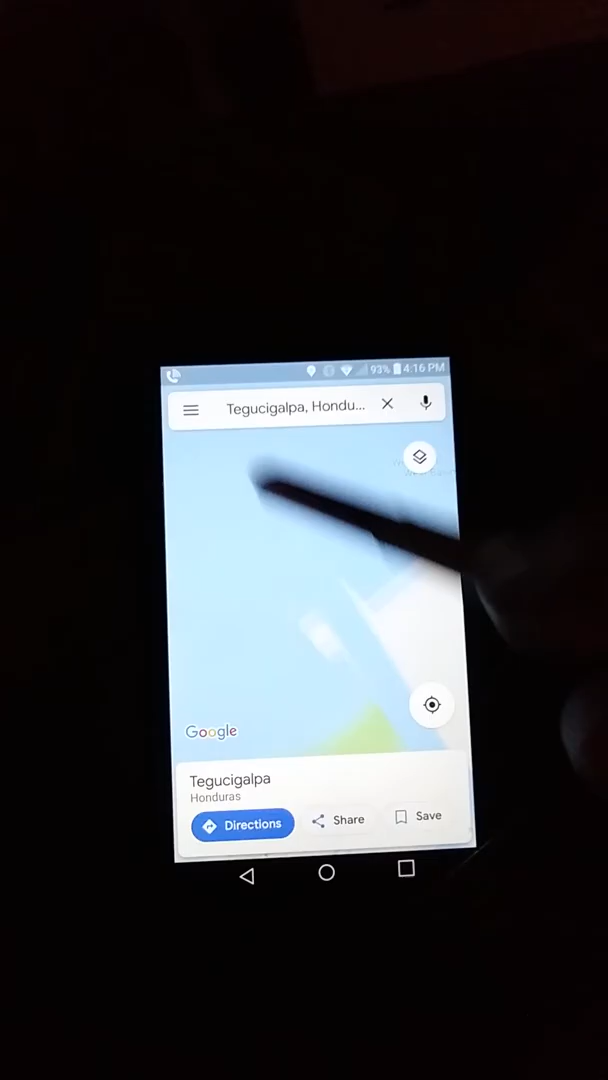 93% 4:16 PM
Tegucigalpa, Hondu...
Google
Tegucigalpa
Honduras
Directions
Share
Save